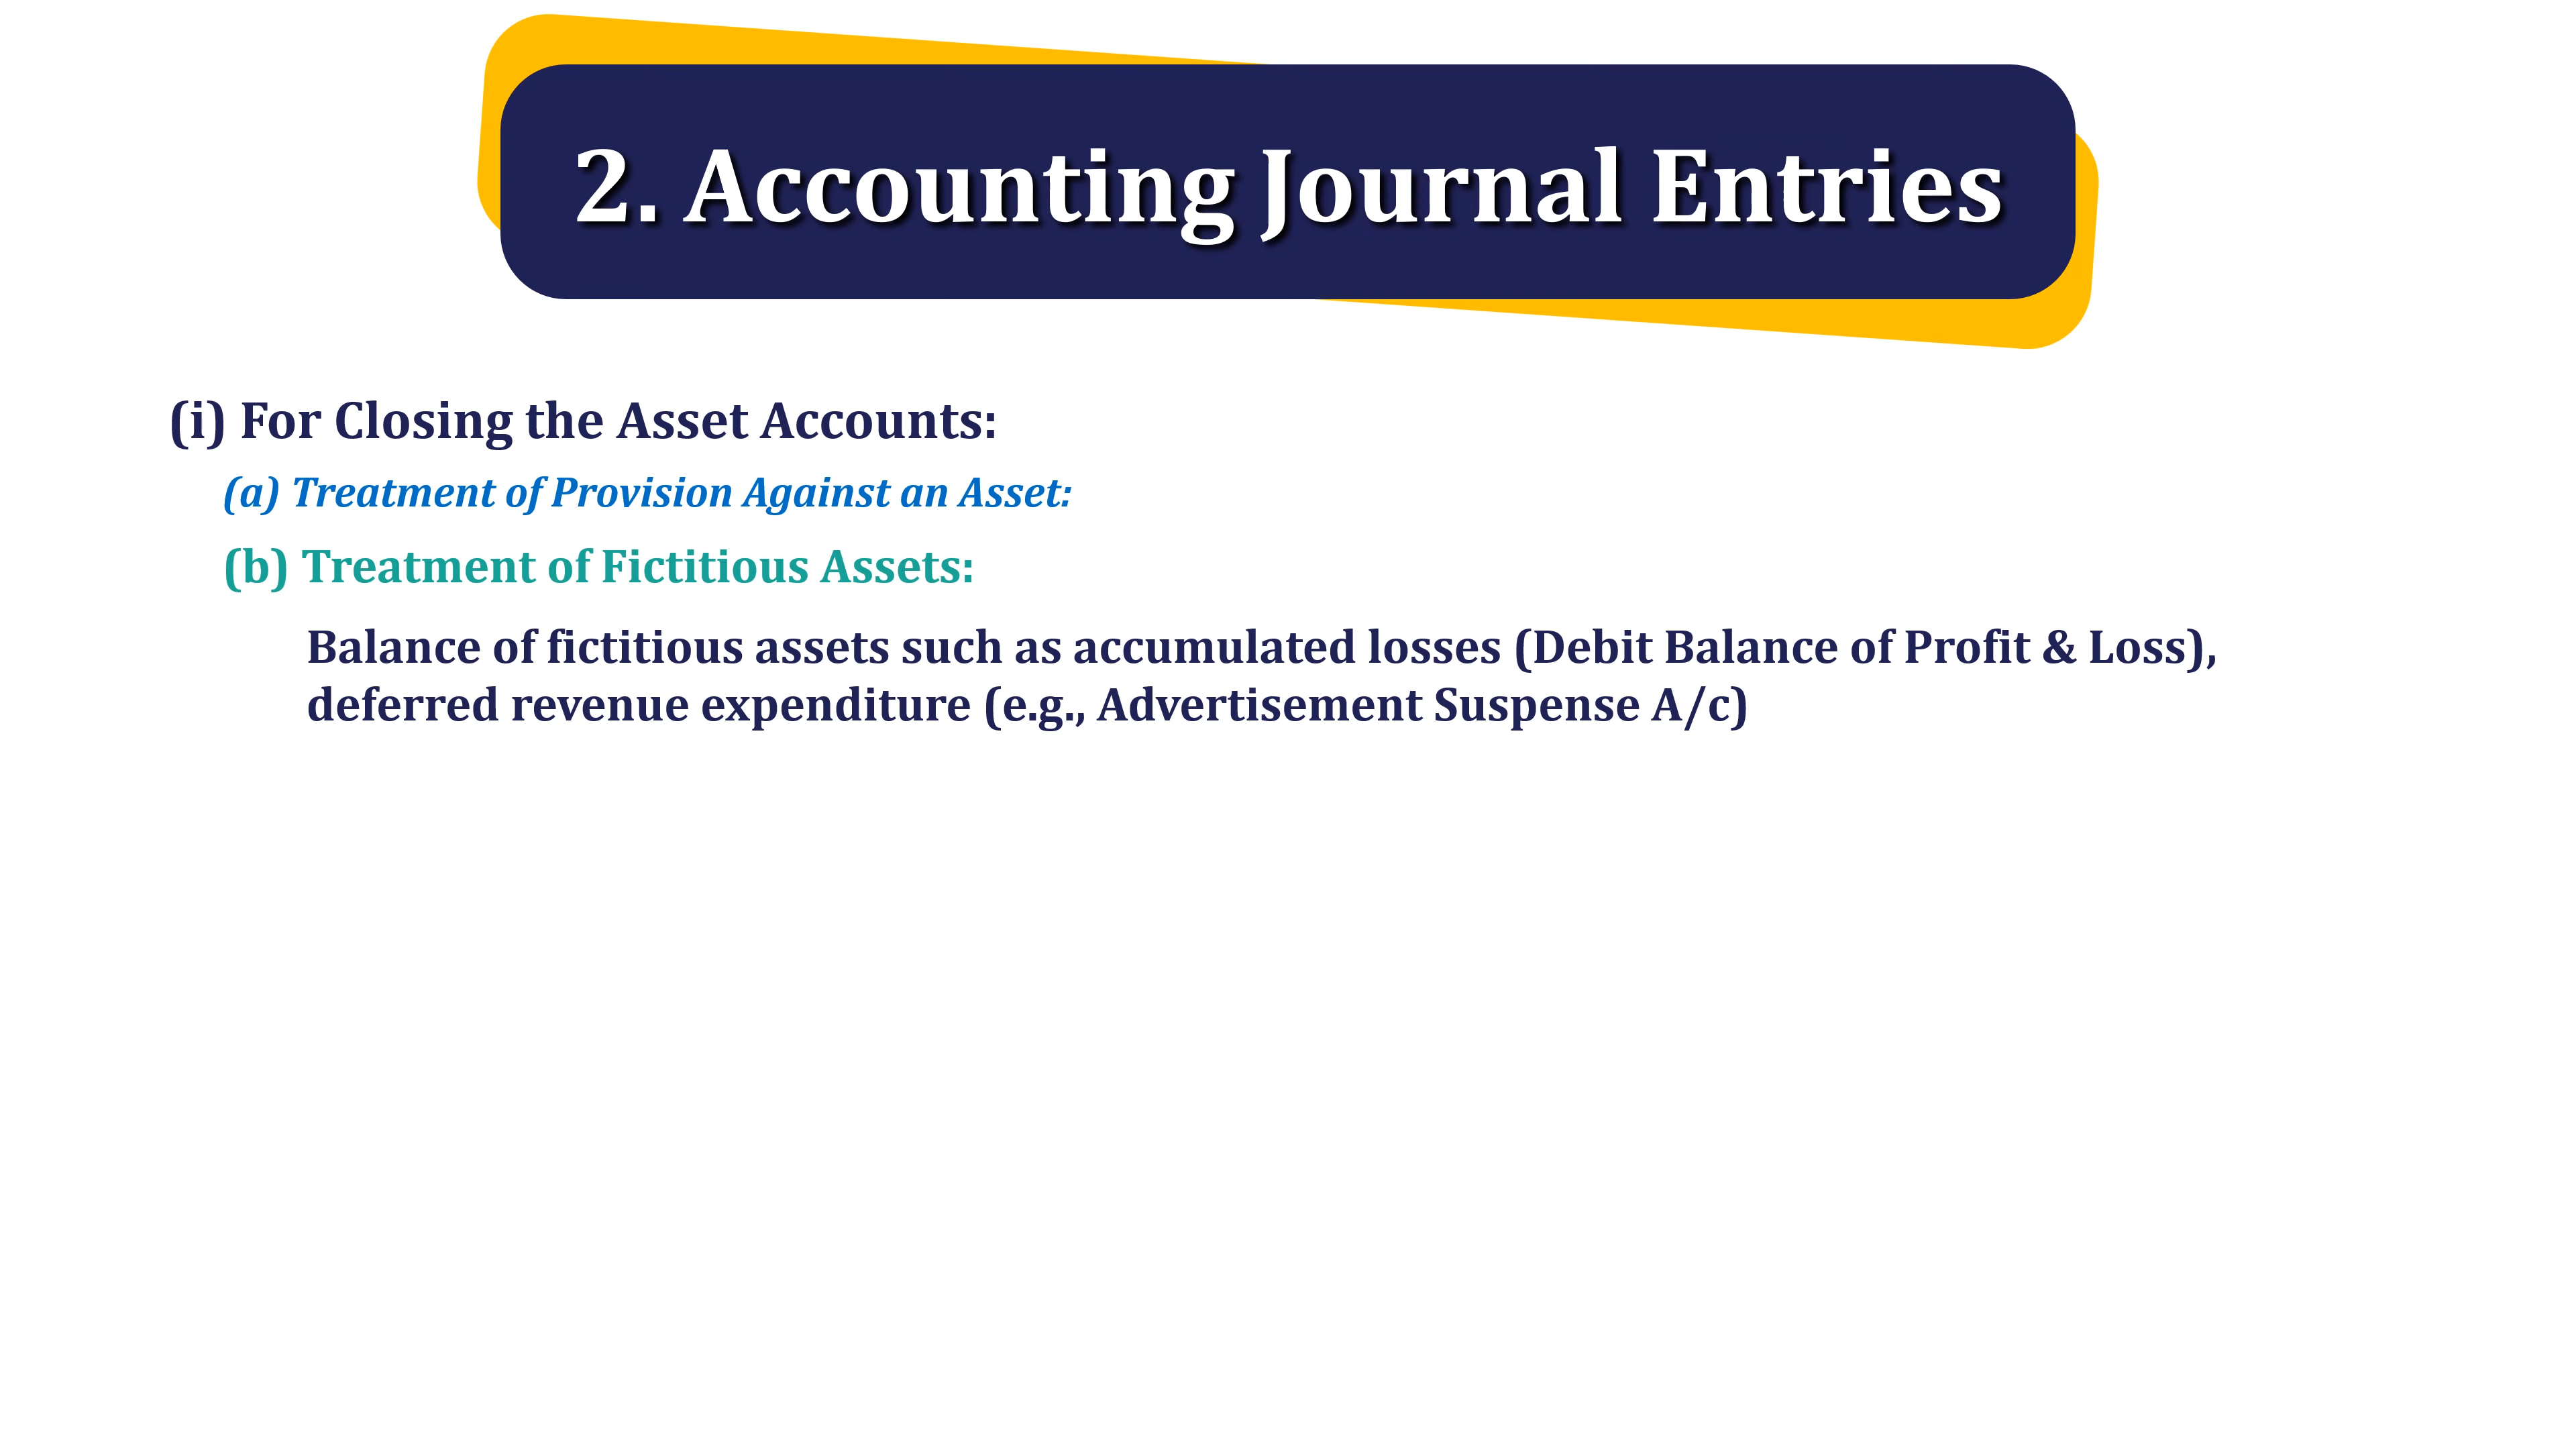 2. Accounting Journal Entries
(i) For Closing the Asset Accounts:
(a) Treatment of Provision Against an Asset:
(b) Treatment of Fictitious Assets:
Balance of fictitious assets such as accumulated losses (Debit Balance of Profit & Loss),
deferred revenue expenditure (e.g., Advertisement Suspense A/c)